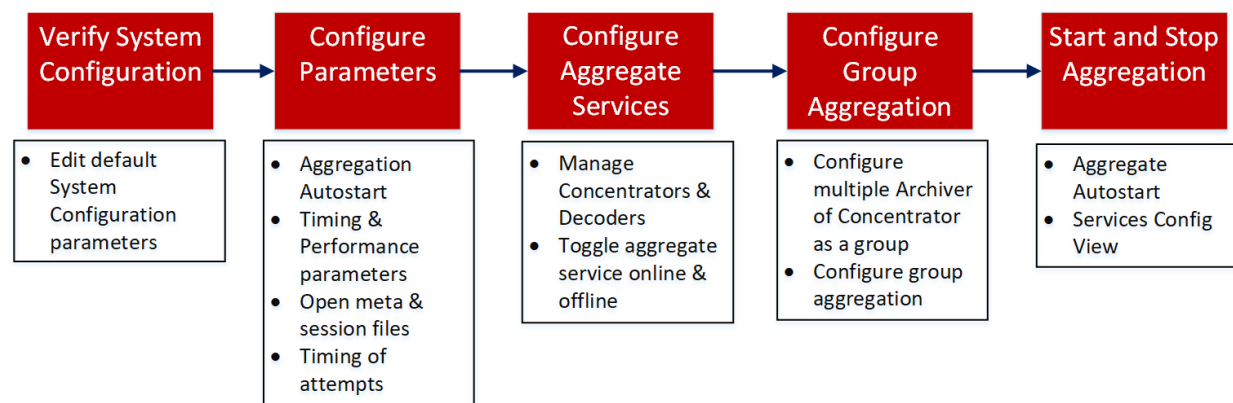 Verify System
Configuration
• Edit default
System
Configuration
parameters
Configure
Parameters
• Aggregation
Autostart
• Timing &
Performance
parameters
• Open meta &
session files
• Timing of
attempts
Configure
Aggregate
Services
• Manage
Concentrators &
Decoders
• Toggle aggregate
service online &
offline
Configure
Group
Aggregation
• Configure
multiple Archiver
of Concentrator
as a group
• Configure group
aggregation
Start and Stop
Aggregation
• Aggregate
Autostart
• Services Config
View